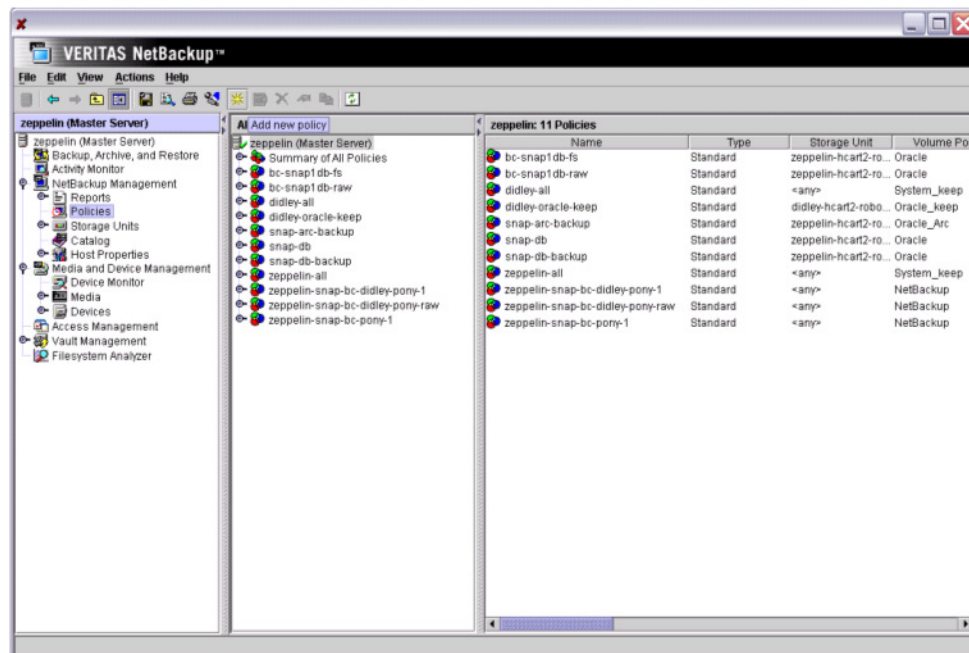 VERITAS NetBackup™
File Edit View Actions Help
zeppelin (Master Server)
zeppelin (Master Server)
Backup, Archive, and Restore
Activity Monitor
NetBackup Management
Reports
Policies
Storage Units
Catalog
Host Properties
Media and Device Management
Device Monitor
Media
Devices
Access Management
Vault Management
Filesystem Analyzer
Add new policy
zeppelin (Master Server)
Summary of All Policies
bc-snap1db-fs
bc-snap1db-raw
didley-all
didley-oracle-keep
snap-arc-backup
snap-db
snap-db-backup
zeppelin-all
zeppelin-snap-bc-didley-pony-1
zeppelin-snap-bc-didley-pony-raw
zeppelin-snap-bc-pony-1
zeppelin: 11 Policies
Name Type Storage Unit Volume Po
bc-snap1db-fs Standard zeppelin-hcart2-ro... Oracle
bc-snap1db-raw Standard zeppelin-hcart2-ro... Oracle
didley-all Standard <any> System_keep
didley-oracle-keep Standard didley-hcart2-robo... Oracle_keep
snap-arc-backup Standard zeppelin-hcart2-ro... Oracle_Arc
snap-db Standard zeppelin-hcart2-ro... Oracle
snap-db-backup Standard zeppelin-hcart2-ro... Oracle
zeppelin-all Standard <any> System_keep
zeppelin-snap-bc-didley-pony-1 Standard <any> NetBackup
zeppelin-snap-bc-didley-pony-raw Standard <any> NetBackup
zeppelin-snap-bc-pony-1 Standard <any> NetBackup